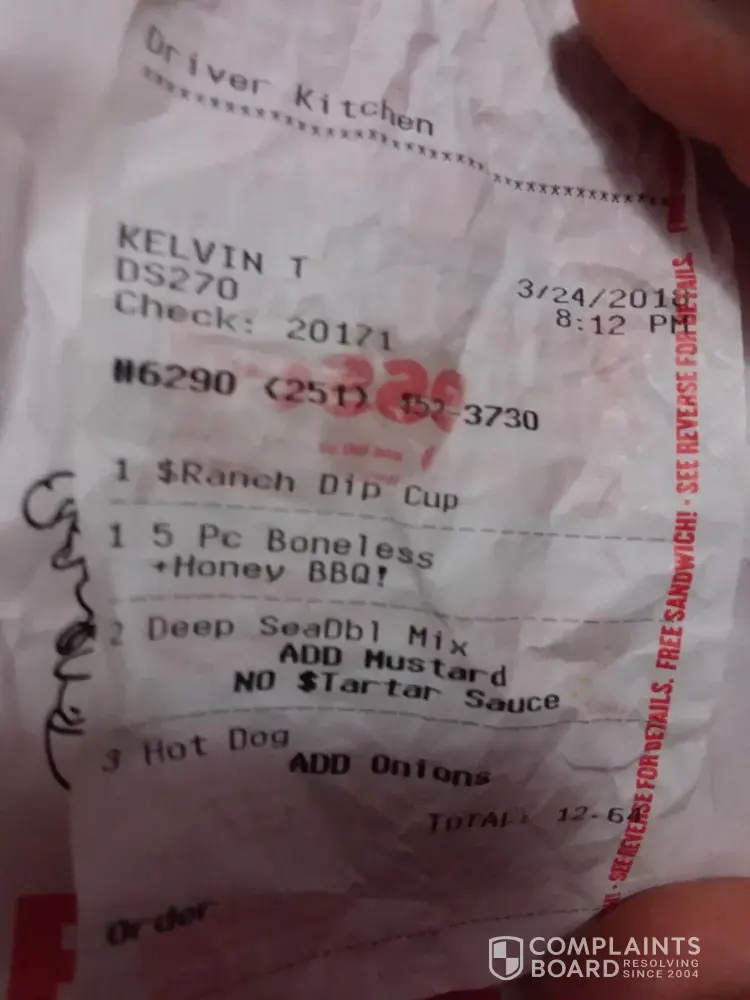 Driver Kitchen
KELVIN T
DS270 3/24/2018
Check: 20171 8:12 PM
#6290 (251) 452-3730
1 $Ranch Dip Cup
1 5 Pc Boneless
+Honey BBQ!
2 Deep SeaDbl Mix
ADD Mustard
NO $Tartar Sauce
3 Hot Dog
ADD Onions
TOTAL: 12-64
Order
SEE REVERSE FOR DETAILS. FREE SANDWICH! · SEE REVERSE FOR DETAILS.
COMPLAINTS
BOARD RESOLVING
SINCE 2004